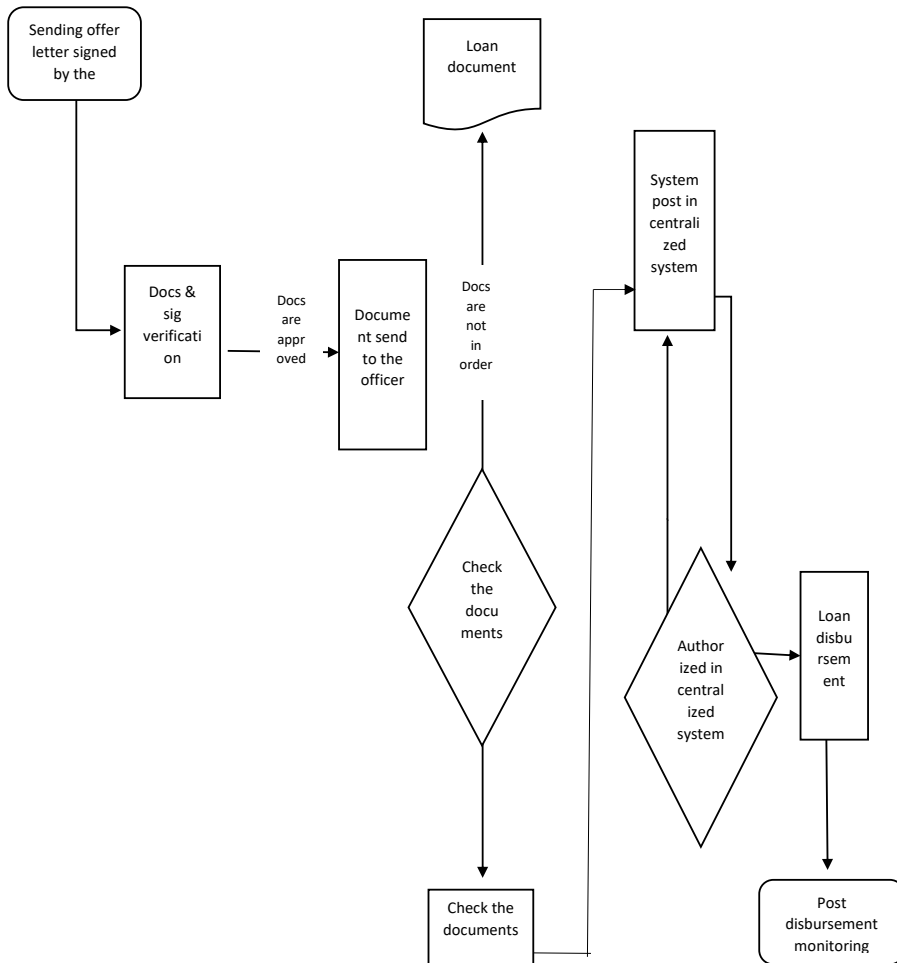 Sending offer
letter signed
by the
Loan
document
System
post in
centrali
zed
system
Docs &
sig
verificati
on
Docs
are
appr
oved
Docume
nt send
to the
officer
Docs
are
not
in
order
Check
the
docu
ments
Author
ized in
central
ized
system
Loan
disbu
rsem
ent
Check the
documents
Post
disbursement
monitoring